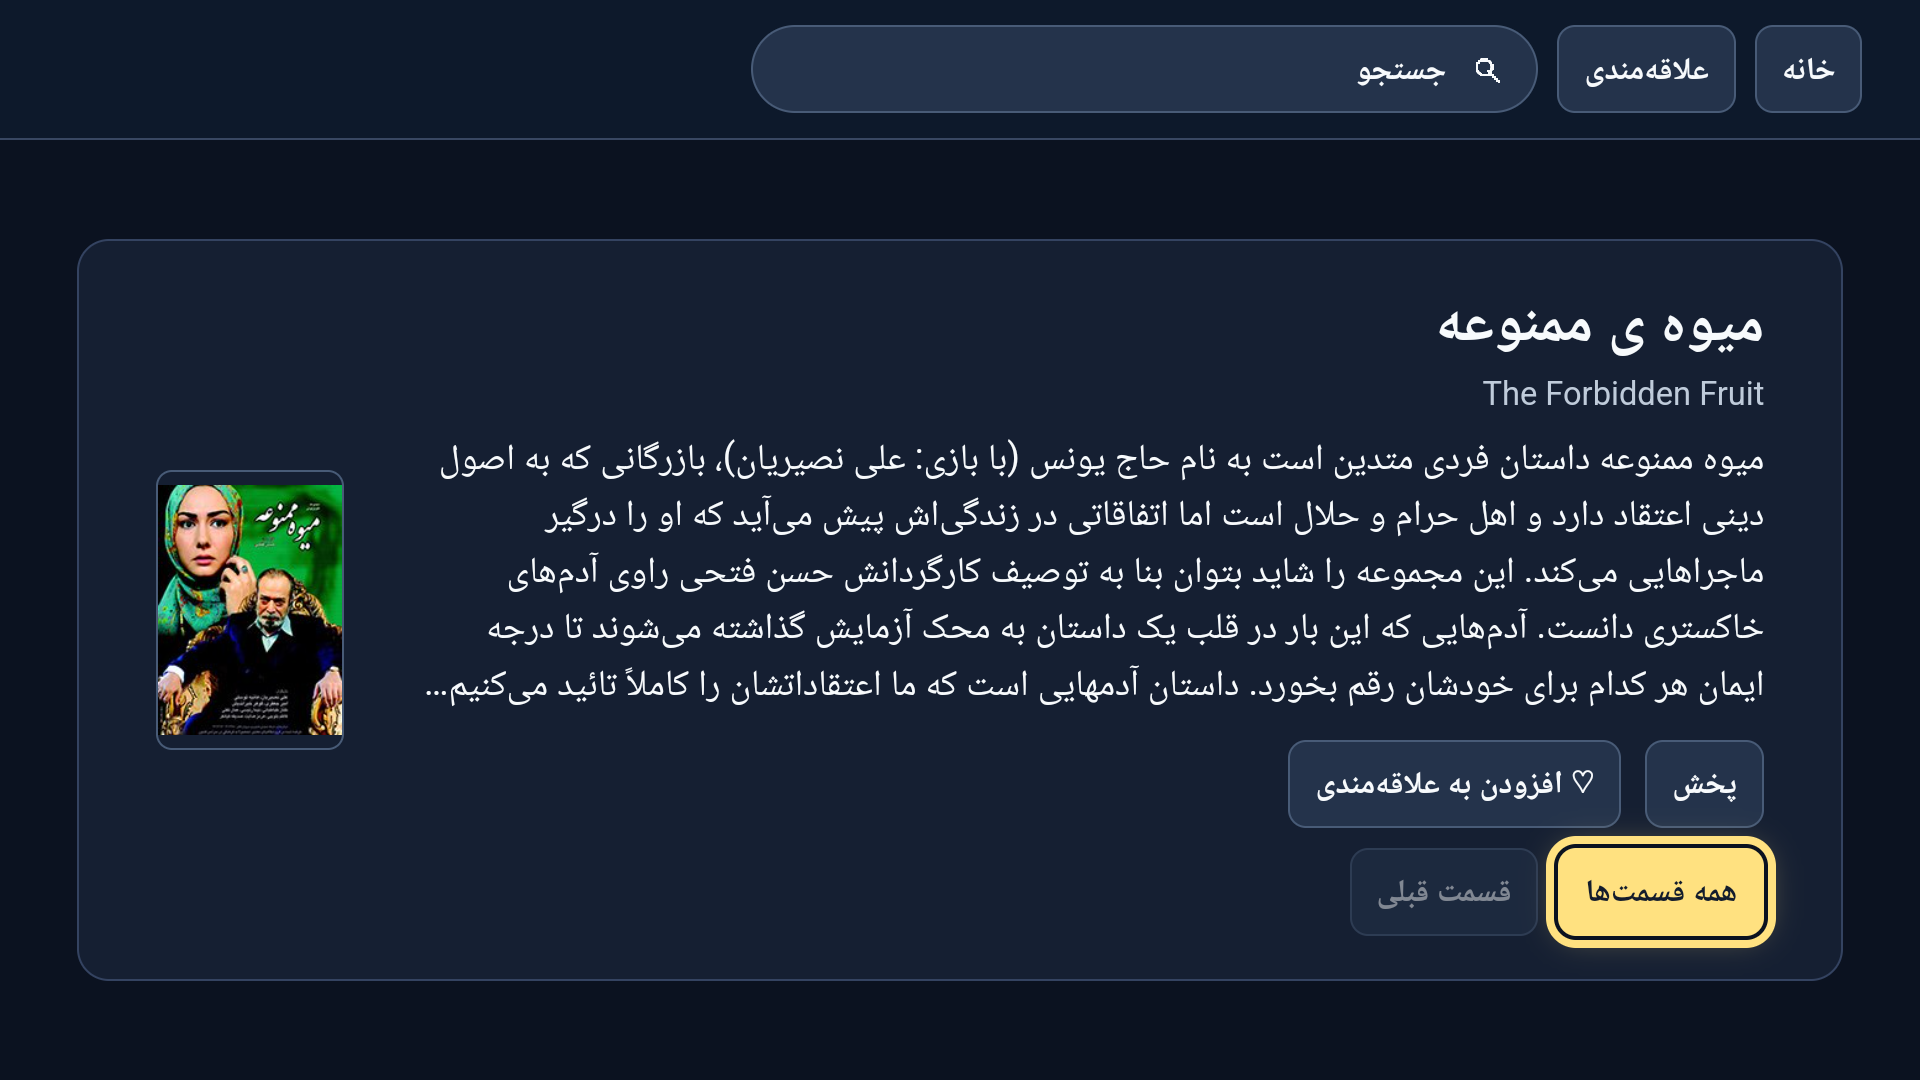 خانه
علاقه‌مندی
جستجو
میوه ی ممنوعه
The Forbidden Fruit
میوه ممنوعه داستان فردی متدین است به نام حاج یونس (با بازی: علی نصیریان)، بازرگانی که به اصول
دینی اعتقاد دارد و اهل حرام و حلال است اما اتفاقاتی در زندگی‌اش پیش می‌آید که او را درگیر
ماجراهایی می‌کند. این مجموعه را شاید بتوان بنا به توصیف کارگردانش حسن فتحی راوی آدم‌های
خاکستری دانست. آدم‌هایی که این بار در قلب یک داستان به محک آزمایش گذاشته می‌شوند تا درجه
ایمان هر کدام برای خودشان رقم بخورد. داستان آدمهایی است که ما اعتقاداتشان را کاملاً تائید می‌کنیم...
میوه ممنوعه
پخش
♡ افزودن به علاقه‌مندی
همه قسمت‌ها
قسمت قبلی